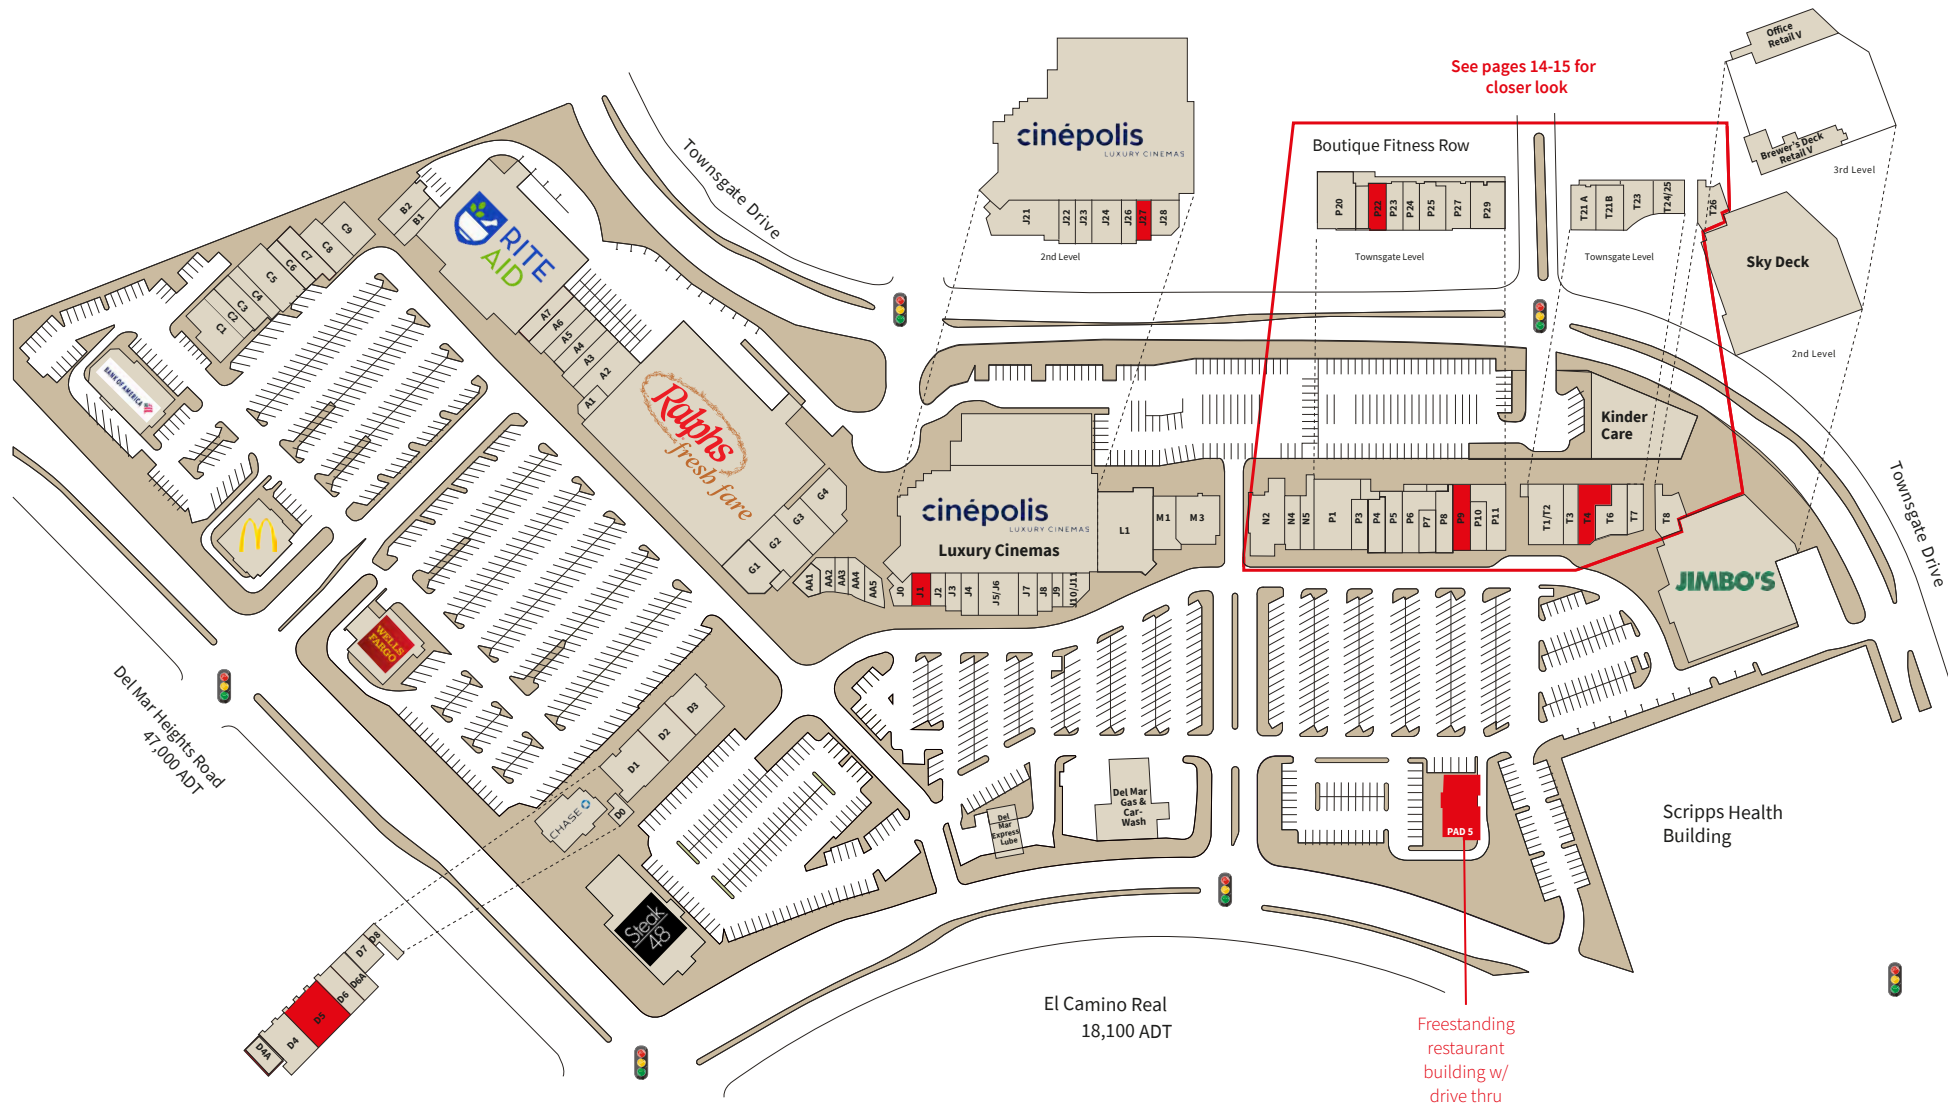 Office
Retail V
Brewer's Deck
Retail V
3rd Level
See pages 14-15 for
closer look
Boutique Fitness Row
Townsgate Drive
cinépolis
LUXURY CINEMAS
J21
J22
J23
J24
J26
J27
J28
2nd Level
P20
P22
P23
P24
P25
P27
P29
Townsgate Level
T21 A
T21B
T23
T24/25
T26
Townsgate Level
Sky Deck
2nd Level
B2
B1
RITE
AID
C9
C8
C7
C6
C5
C4
C3
C2
C1
BANK OF AMERICA
A7
A6
A5
A4
A3
A2
A1
Ralphs
fresh fare
G4
G3
G2
G1
AA1
AA2
AA3
AA4
AA5
cinépolis
LUXURY CINEMAS
Luxury Cinemas
J0
J1
J2
J3
J4
J5/J6
J7
J8
J9
J10/J11
L1
M1
M3
N2
N4
N5
P1
P3
P4
P5
P6
P7
P8
P9
P10
P11
T1/T2
T3
T4
T6
T7
T8
Kinder
Care
JIMBO'S
Townsgate Drive
WELLS
FARGO
Del Mar Heights Road
47,000 ADT
D3
D2
D1
D0
CHASE
Steak
48
D8
D7
D6A
D6
D5
D4
D4A
Del
Mar
Express
Lube
Del Mar
Gas &
Car-
Wash
PAD 5
Scripps Health
Building
El Camino Real
18,100 ADT
Freestanding
restaurant
building w/
drive thru